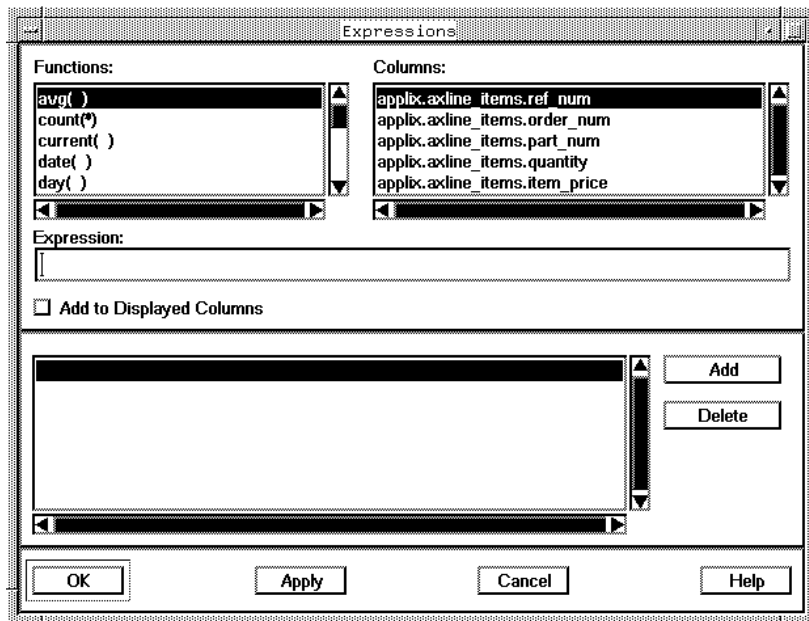 Expressions
Functions:
avg( )
count(*)
current( )
date( )
day( )
Columns:
applix.axline_items.ref_num
applix.axline_items.order_num
applix.axline_items.part_num
applix.axline_items.quantity
applix.axline_items.item_price
Expression:
Add to Displayed Columns
Add
Delete
OK
Apply
Cancel
Help